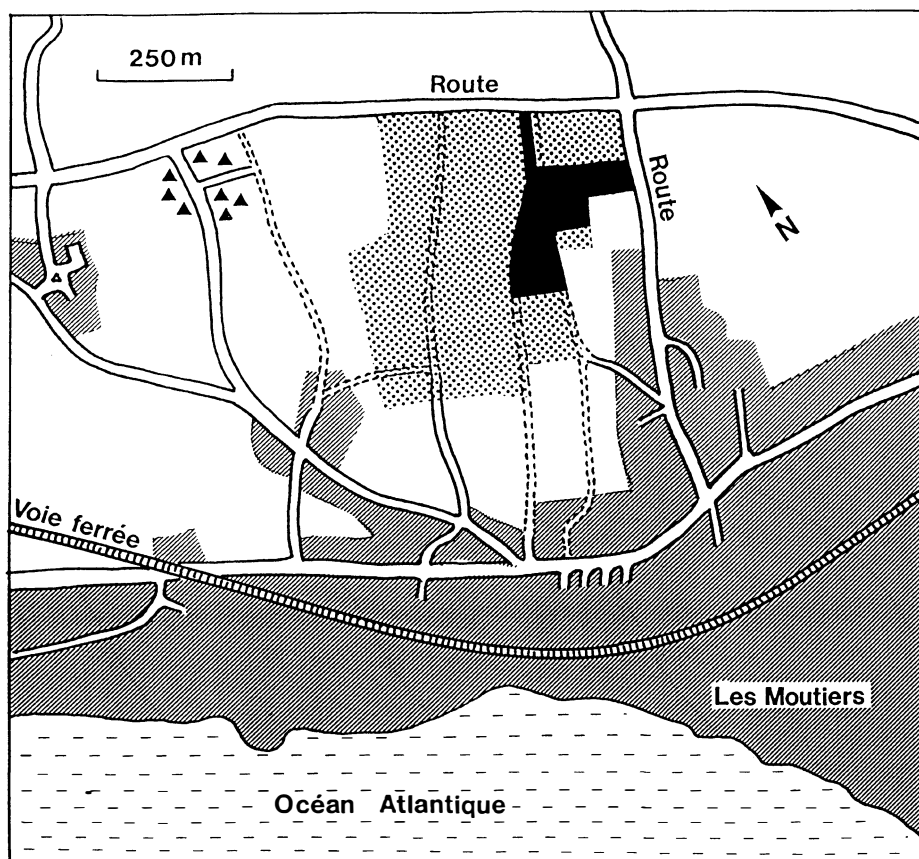 250 m
Route
Route
N
Voie ferrée
Les Moutiers
Océan Atlantique